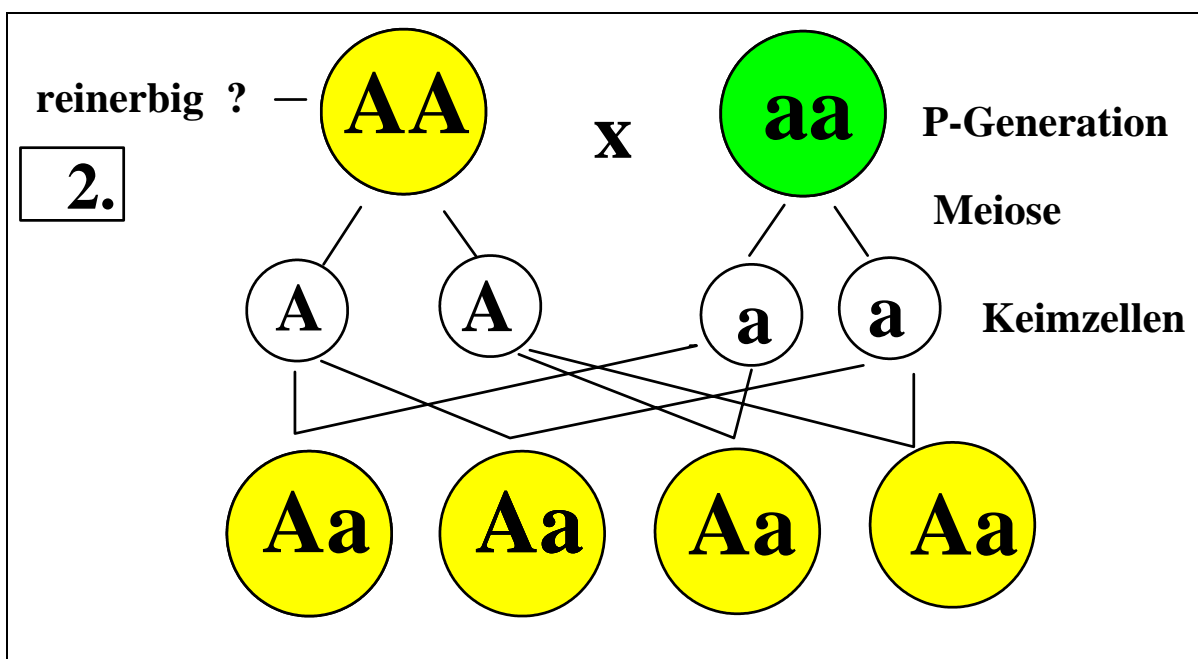 reinerbig ? AA x aa P-Generation
2.
Meiose
A A a a Keimzellen
Aa Aa Aa Aa